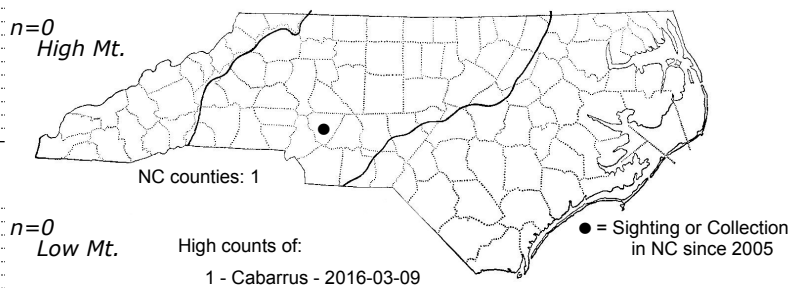 n=0
High Mt.
NC counties: 1
n=0
Low Mt.
High counts of:
1 - Cabarrus - 2016-03-09
● = Sighting or Collection
in NC since 2005